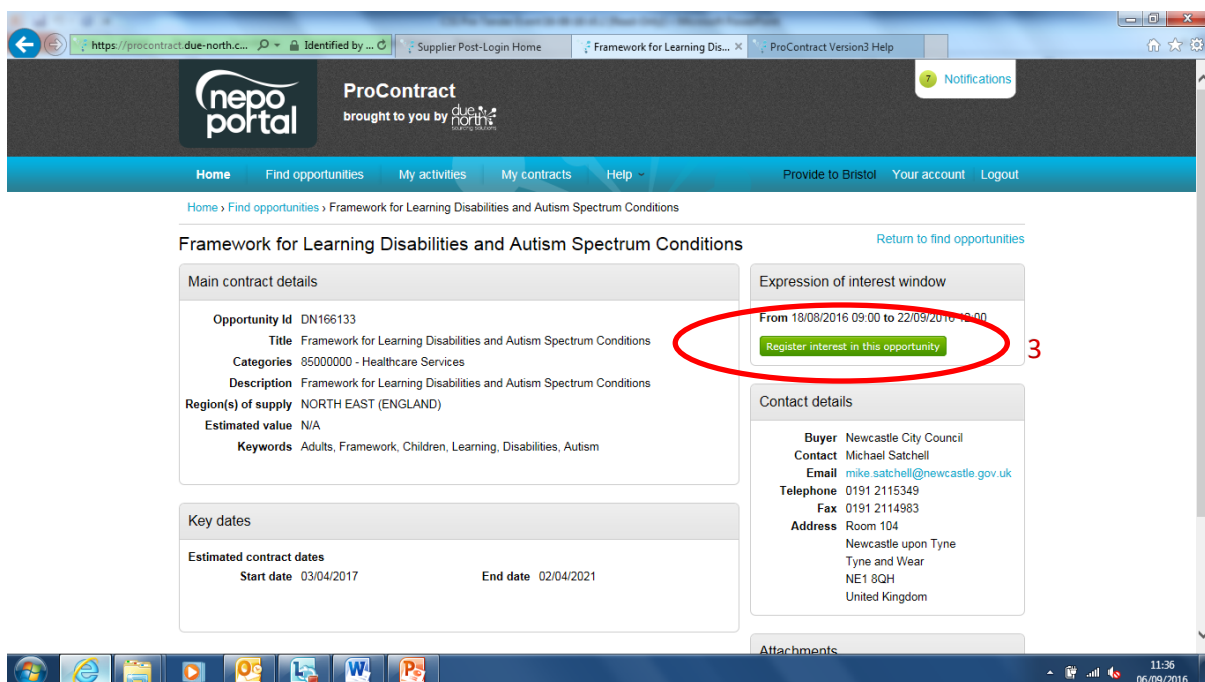 https://procontract.due-north.c...
Identified by ...
Supplier Post-Login Home
Framework for Learning Dis...
ProContract Version3 Help
nepo
portal
ProContract
brought to you by due north
7 Notifications
Home Find opportunities My activities My contracts Help
Provide to Bristol Your account Logout
Home › Find opportunities › Framework for Learning Disabilities and Autism Spectrum Conditions
Framework for Learning Disabilities and Autism Spectrum Conditions
Return to find opportunities
Main contract details
Opportunity Id DN166133
Title Framework for Learning Disabilities and Autism Spectrum Conditions
Categories 85000000 - Healthcare Services
Description Framework for Learning Disabilities and Autism Spectrum Conditions
Region(s) of supply NORTH EAST (ENGLAND)
Estimated value N/A
Keywords Adults, Framework, Children, Learning, Disabilities, Autism
Key dates
Estimated contract dates
Start date 03/04/2017 End date 02/04/2021
Expression of interest window
From 18/08/2016 09:00 to 22/09/2016 12:00
Register interest in this opportunity
3
Contact details
Buyer Newcastle City Council
Contact Michael Satchell
Email mike.satchell@newcastle.gov.uk
Telephone 0191 2115349
Fax 0191 2114983
Address Room 104
Newcastle upon Tyne
Tyne and Wear
NE1 8QH
United Kingdom
Attachments
11:36
06/09/2016